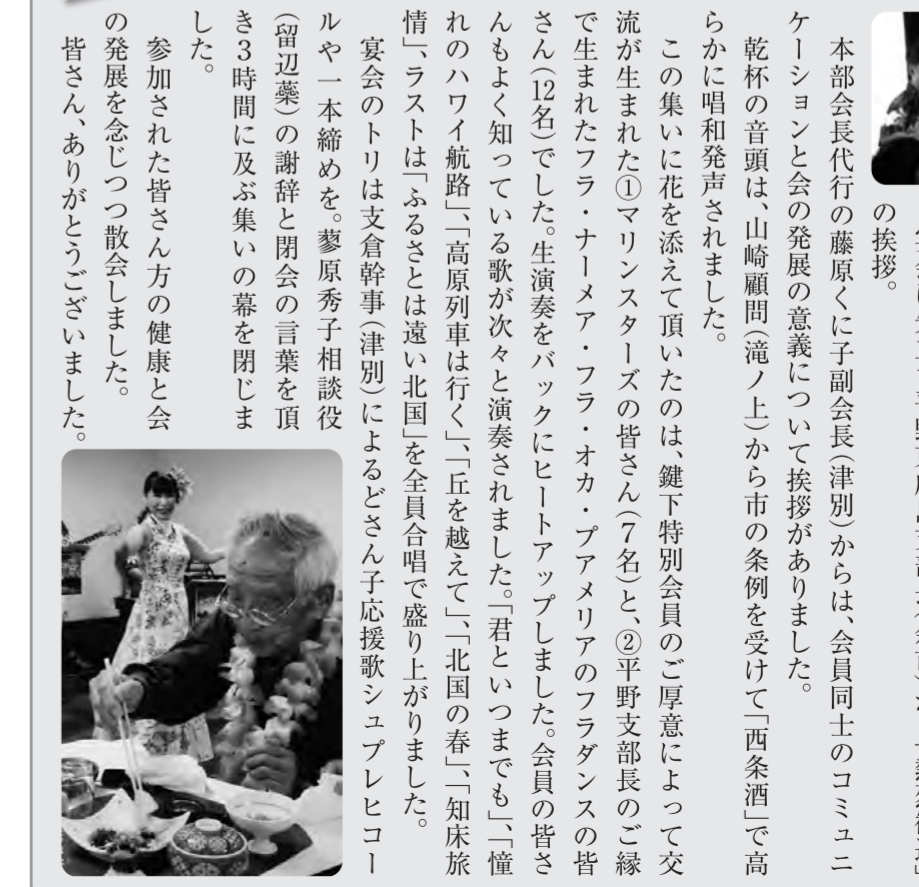 の挨拶。
本部会長代行の藤原くに子副会長(津別)からは、会員同士のコミュニ
ケーションと会の発展の意義について挨拶がありました。
乾杯の音頭は、山崎顧問(滝ノ上)から市の条例を受けて「西条酒」で高
らかに唱和発声されました。
この集いに花を添えて頂いたのは、鍵下特別会員のご厚意によって交
流が生まれた①マリンスターズの皆さん(7名)と、②平野支部長のご縁
で生まれたフラ・ナーメア・フラ・オカ・プアメリアのフラダンスの皆
さん(12名)でした。生演奏をバックにヒートアップしました。会員の皆さ
んもよく知っている歌が次々と演奏されました。「君といつまでも」、「憧
れのハワイ航路」、「高原列車は行く」、「丘を越えて」、「北国の春」、「知床旅
情」、ラストは「ふるさとは遠い北国」を全員合唱で盛り上がりました。
宴会のトリは支倉幹事(津別)によるどさん子応援歌シュプレヒコー
ルや一本締めを。蓼原秀子相談役
(留辺蘂)の謝辞と閉会の言葉を頂
き3時間に及ぶ集いの幕を閉じま
した。
参加された皆さん方の健康と会
の発展を念じつつ散会しました。
皆さん、ありがとうございました。